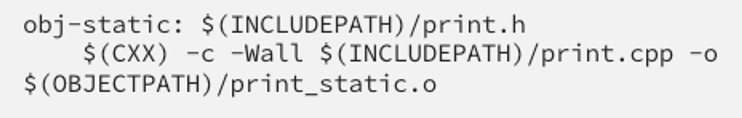 obj-static: $(INCLUDEPATH)/print.h
    $(CXX) -c -Wall $(INCLUDEPATH)/print.cpp -o
$(OBJECTPATH)/print_static.o